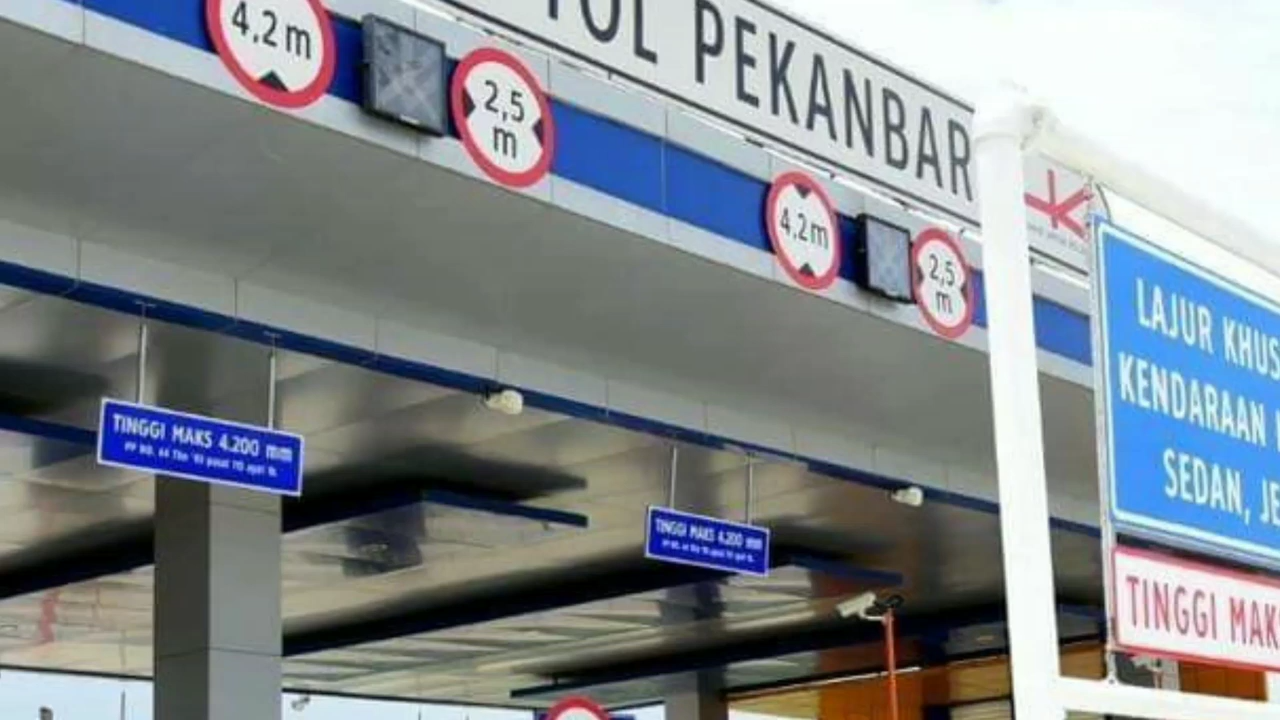 TOL PEKANBAR
4,2 m
2,5
m
4.2m
2,5
m
LAJUR KHUS
KENDARAAN
SEDAN, JE
TINGGI MAK
TINGGI MAKS 4.200 mm
TINGGI MAKS 4.200 mm